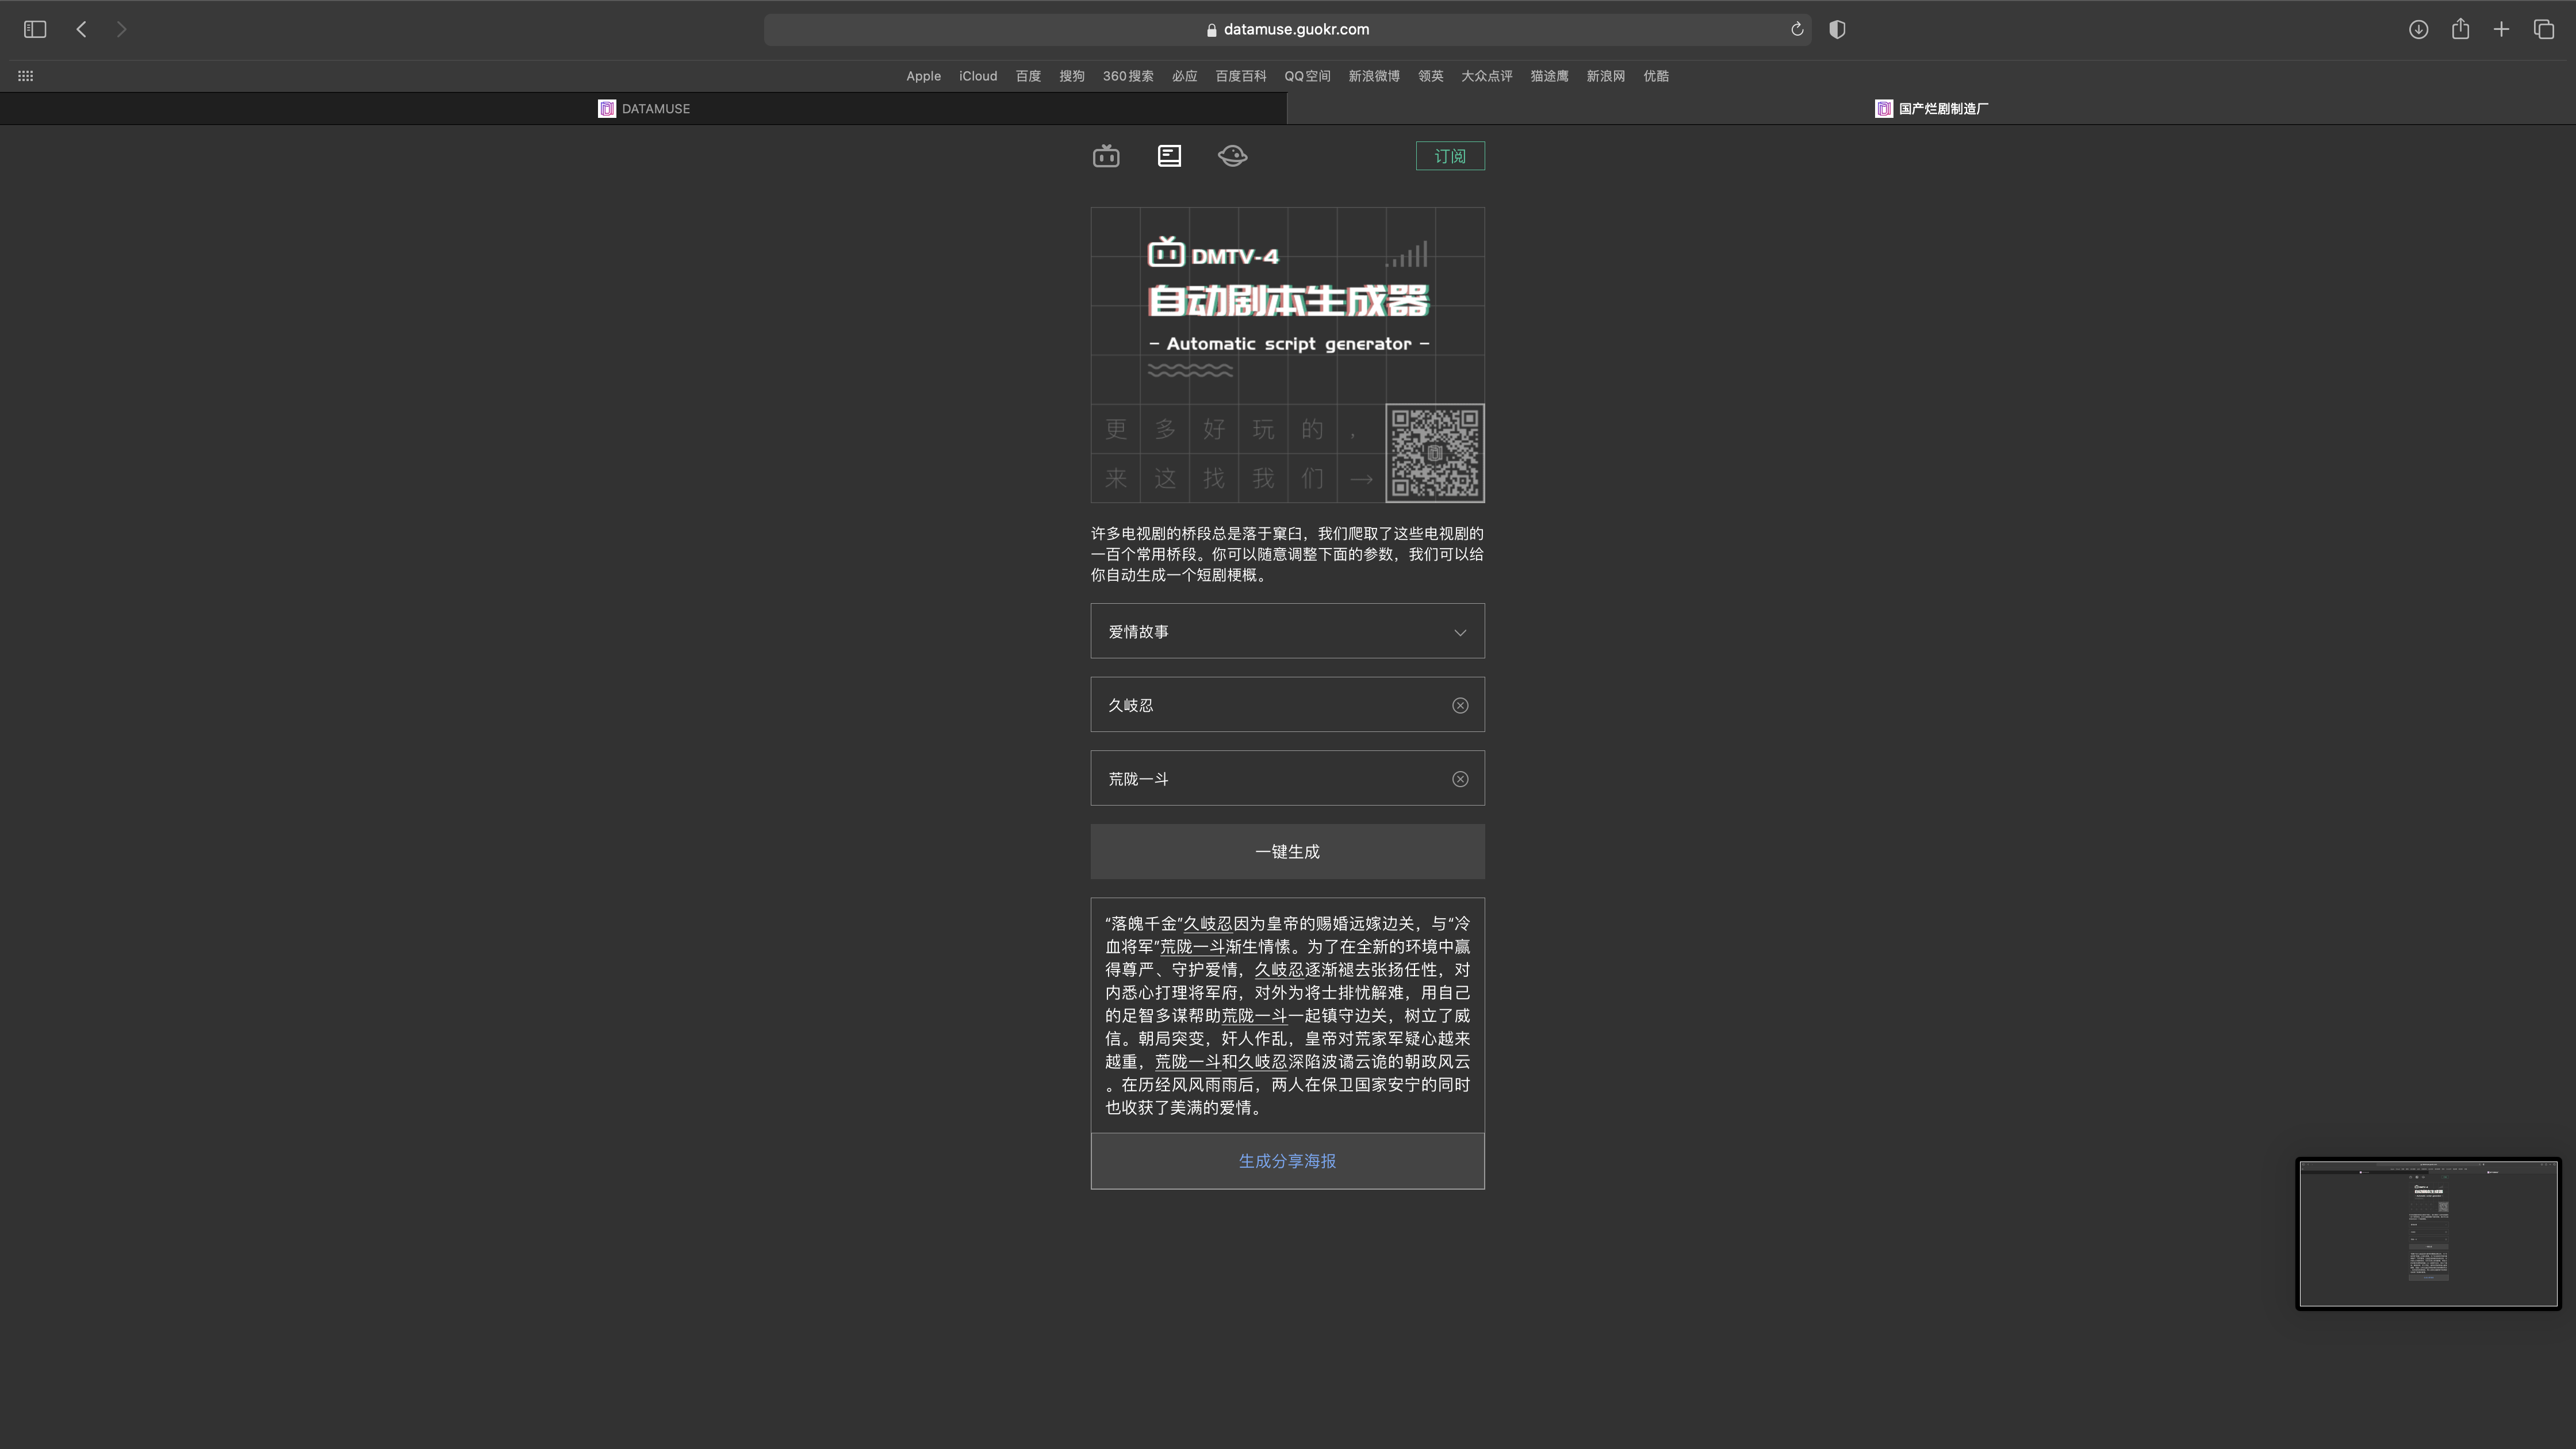 datamuse.guokr.com
Apple iCloud 百度 搜狗 360搜索 必应 百度百科 QQ空间 新浪微博 领英 大众点评 猫途鹰 新浪网 优酷
DATAMUSE
国产烂剧制造厂
订阅
DMTV-4
自动剧本生成器
- Automatic script generator -
更多好玩的，
来这找我们→
许多电视剧的桥段总是落于窠臼，我们爬取了这些电视剧的
一百个常用桥段。你可以随意调整下面的参数，我们可以给
你自动生成一个短剧梗概。
爱情故事
久岐忍
荒陇一斗
一键生成
“落魄千金”久岐忍因为皇帝的赐婚远嫁边关，与“冷
血将军”荒陇一斗渐生情愫。为了在全新的环境中赢
得尊严、守护爱情，久岐忍逐渐褪去张扬任性，对
内悉心打理将军府，对外为将士排忧解难，用自己
的足智多谋帮助荒陇一斗一起镇守边关，树立了威
信。朝局突变，奸人作乱，皇帝对荒家军疑心越来
越重，荒陇一斗和久岐忍深陷波谲云诡的朝政风云
。在历经风风雨雨后，两人在保卫国家安宁的同时
也收获了美满的爱情。
生成分享海报